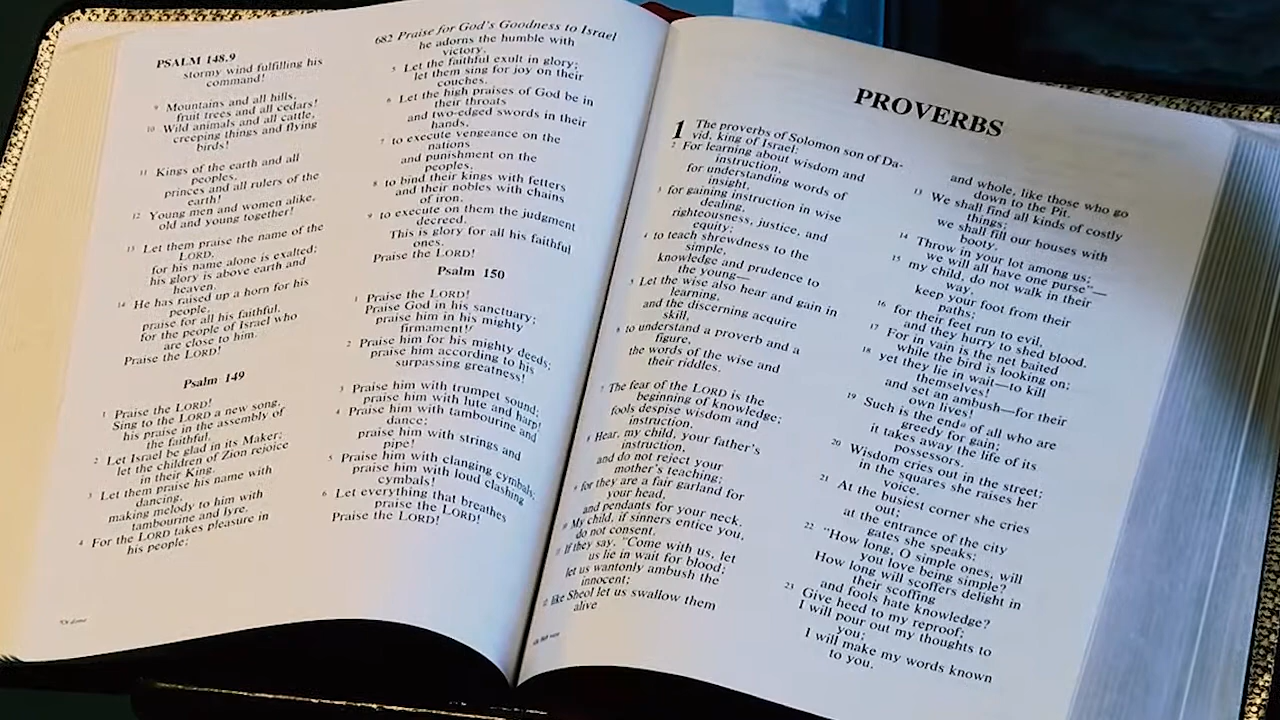 PSALM 148.9
stormy wind fulfilling his
command!
9 Mountains and all hills,
fruit trees and all cedars!
10 Wild animals and all cattle,
creeping things and flying
birds!
11 Kings of the earth and all
peoples,
princes and all rulers of the
earth!
12 Young men and women alike,
old and young together!
13 Let them praise the name of the
LORD,
for his name alone is exalted;
his glory is above earth and
heaven.
14 He has raised up a horn for his
people,
praise for all his faithful,
for the people of Israel who
are close to him.
Praise the LORD!
Psalm 149
1 Praise the LORD!
Sing to the LORD a new song,
his praise in the assembly of
the faithful.
2 Let Israel be glad in its Maker;
let the children of Zion rejoice
in their King.
3 Let them praise his name with
dancing,
making melody to him with
tambourine and lyre.
4 For the LORD takes pleasure in
his people;
682 Praise for God's Goodness to Israel
he adorns the humble with
victory.
5 Let the faithful exult in glory;
let them sing for joy on their
couches.
6 Let the high praises of God be in
their throats
and two-edged swords in their
hands,
7 to execute vengeance on the
nations
and punishment on the
peoples,
8 to bind their kings with fetters
and their nobles with chains
of iron,
9 to execute on them the judgment
decreed.
This is glory for all his faithful
ones.
Praise the LORD!
Psalm 150
1 Praise the LORD!
Praise God in his sanctuary;
praise him in his mighty
firmament!
2 Praise him for his mighty deeds;
praise him according to his
surpassing greatness!
3 Praise him with trumpet sound;
praise him with lute and harp!
4 Praise him with tambourine and
dance;
praise him with strings and
pipe!
5 Praise him with clanging cymbals;
praise him with loud clashing
cymbals!
6 Let everything that breathes
praise the LORD!
Praise the LORD!
PROVERBS
1 The proverbs of Solomon son of Da-
vid, king of Israel:
2 For learning about wisdom and
instruction,
for understanding words of
insight,
3 for gaining instruction in wise
dealing,
righteousness, justice, and
equity;
4 to teach shrewdness to the
simple,
knowledge and prudence to
the young—
5 Let the wise also hear and gain in
learning,
and the discerning acquire
skill,
6 to understand a proverb and a
figure,
the words of the wise and
their riddles.
7 The fear of the LORD is the
beginning of knowledge;
fools despise wisdom and
instruction.
8 Hear, my child, your father's
instruction,
and do not reject your
mother's teaching;
9 for they are a fair garland for
your head,
and pendants for your neck.
10 My child, if sinners entice you,
do not consent.
11 If they say, "Come with us, let
us lie in wait for blood;
let us wantonly ambush the
innocent;
12 like Sheol let us swallow them
alive
and whole, like those who go
down to the Pit.
13 We shall find all kinds of costly
things;
we shall fill our houses with
booty.
14 Throw in your lot among us;
we will all have one purse"—
15 my child, do not walk in their
way,
keep your foot from their
paths;
16 for their feet run to evil,
and they hurry to shed blood.
17 For in vain is the net baited
while the bird is looking on;
18 yet they lie in wait—to kill
themselves!
and set an ambush—for their
own lives!
19 Such is the end of all who are
greedy for gain;
it takes away the life of its
possessors.
20 Wisdom cries out in the street;
in the squares she raises her
voice.
21 At the busiest corner she cries
out;
at the entrance of the city
gates she speaks:
22 "How long, O simple ones, will
you love being simple?
How long will scoffers delight in
their scoffing
and fools hate knowledge?
23 Give heed to my reproof;
I will pour out my thoughts to
you;
I will make my words known
to you.